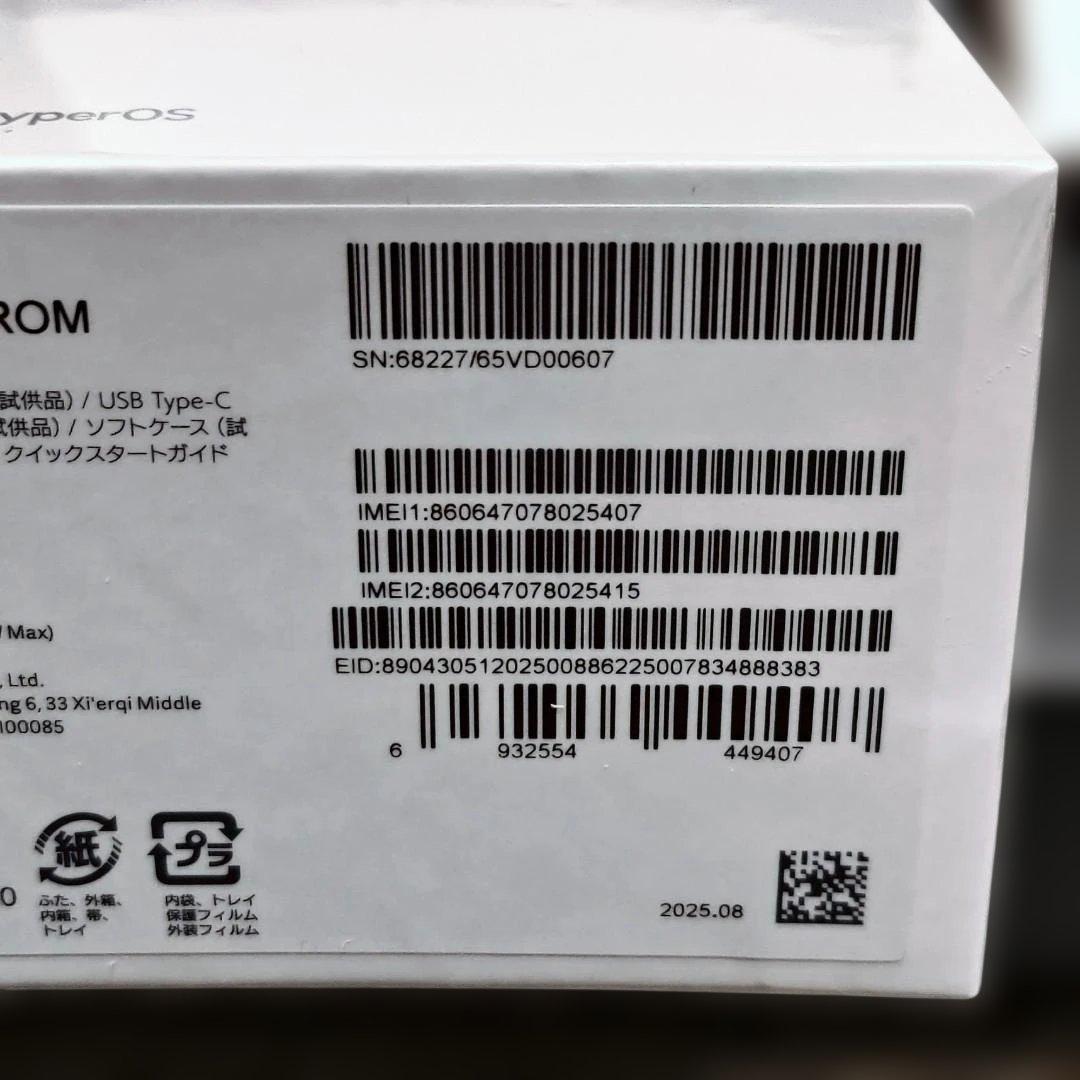 yperOS
ROM
SN:68227/65VD00607
試供品) / USB Type-C
試供品) / ソフトケース (試
クイックスタートガイド
IMEI1:860647078025407
IMEI2:860647078025415
Max)
EID:89043051202500886225007834888383
, Ltd.
ng 6, 33 Xi'erqi Middle
100085
6 932554 449407
紙
プラ
0
ふた、外箱、
内箱、帯、
トレイ
内袋、トレイ
保護フィルム
外装フィルム
2025.08